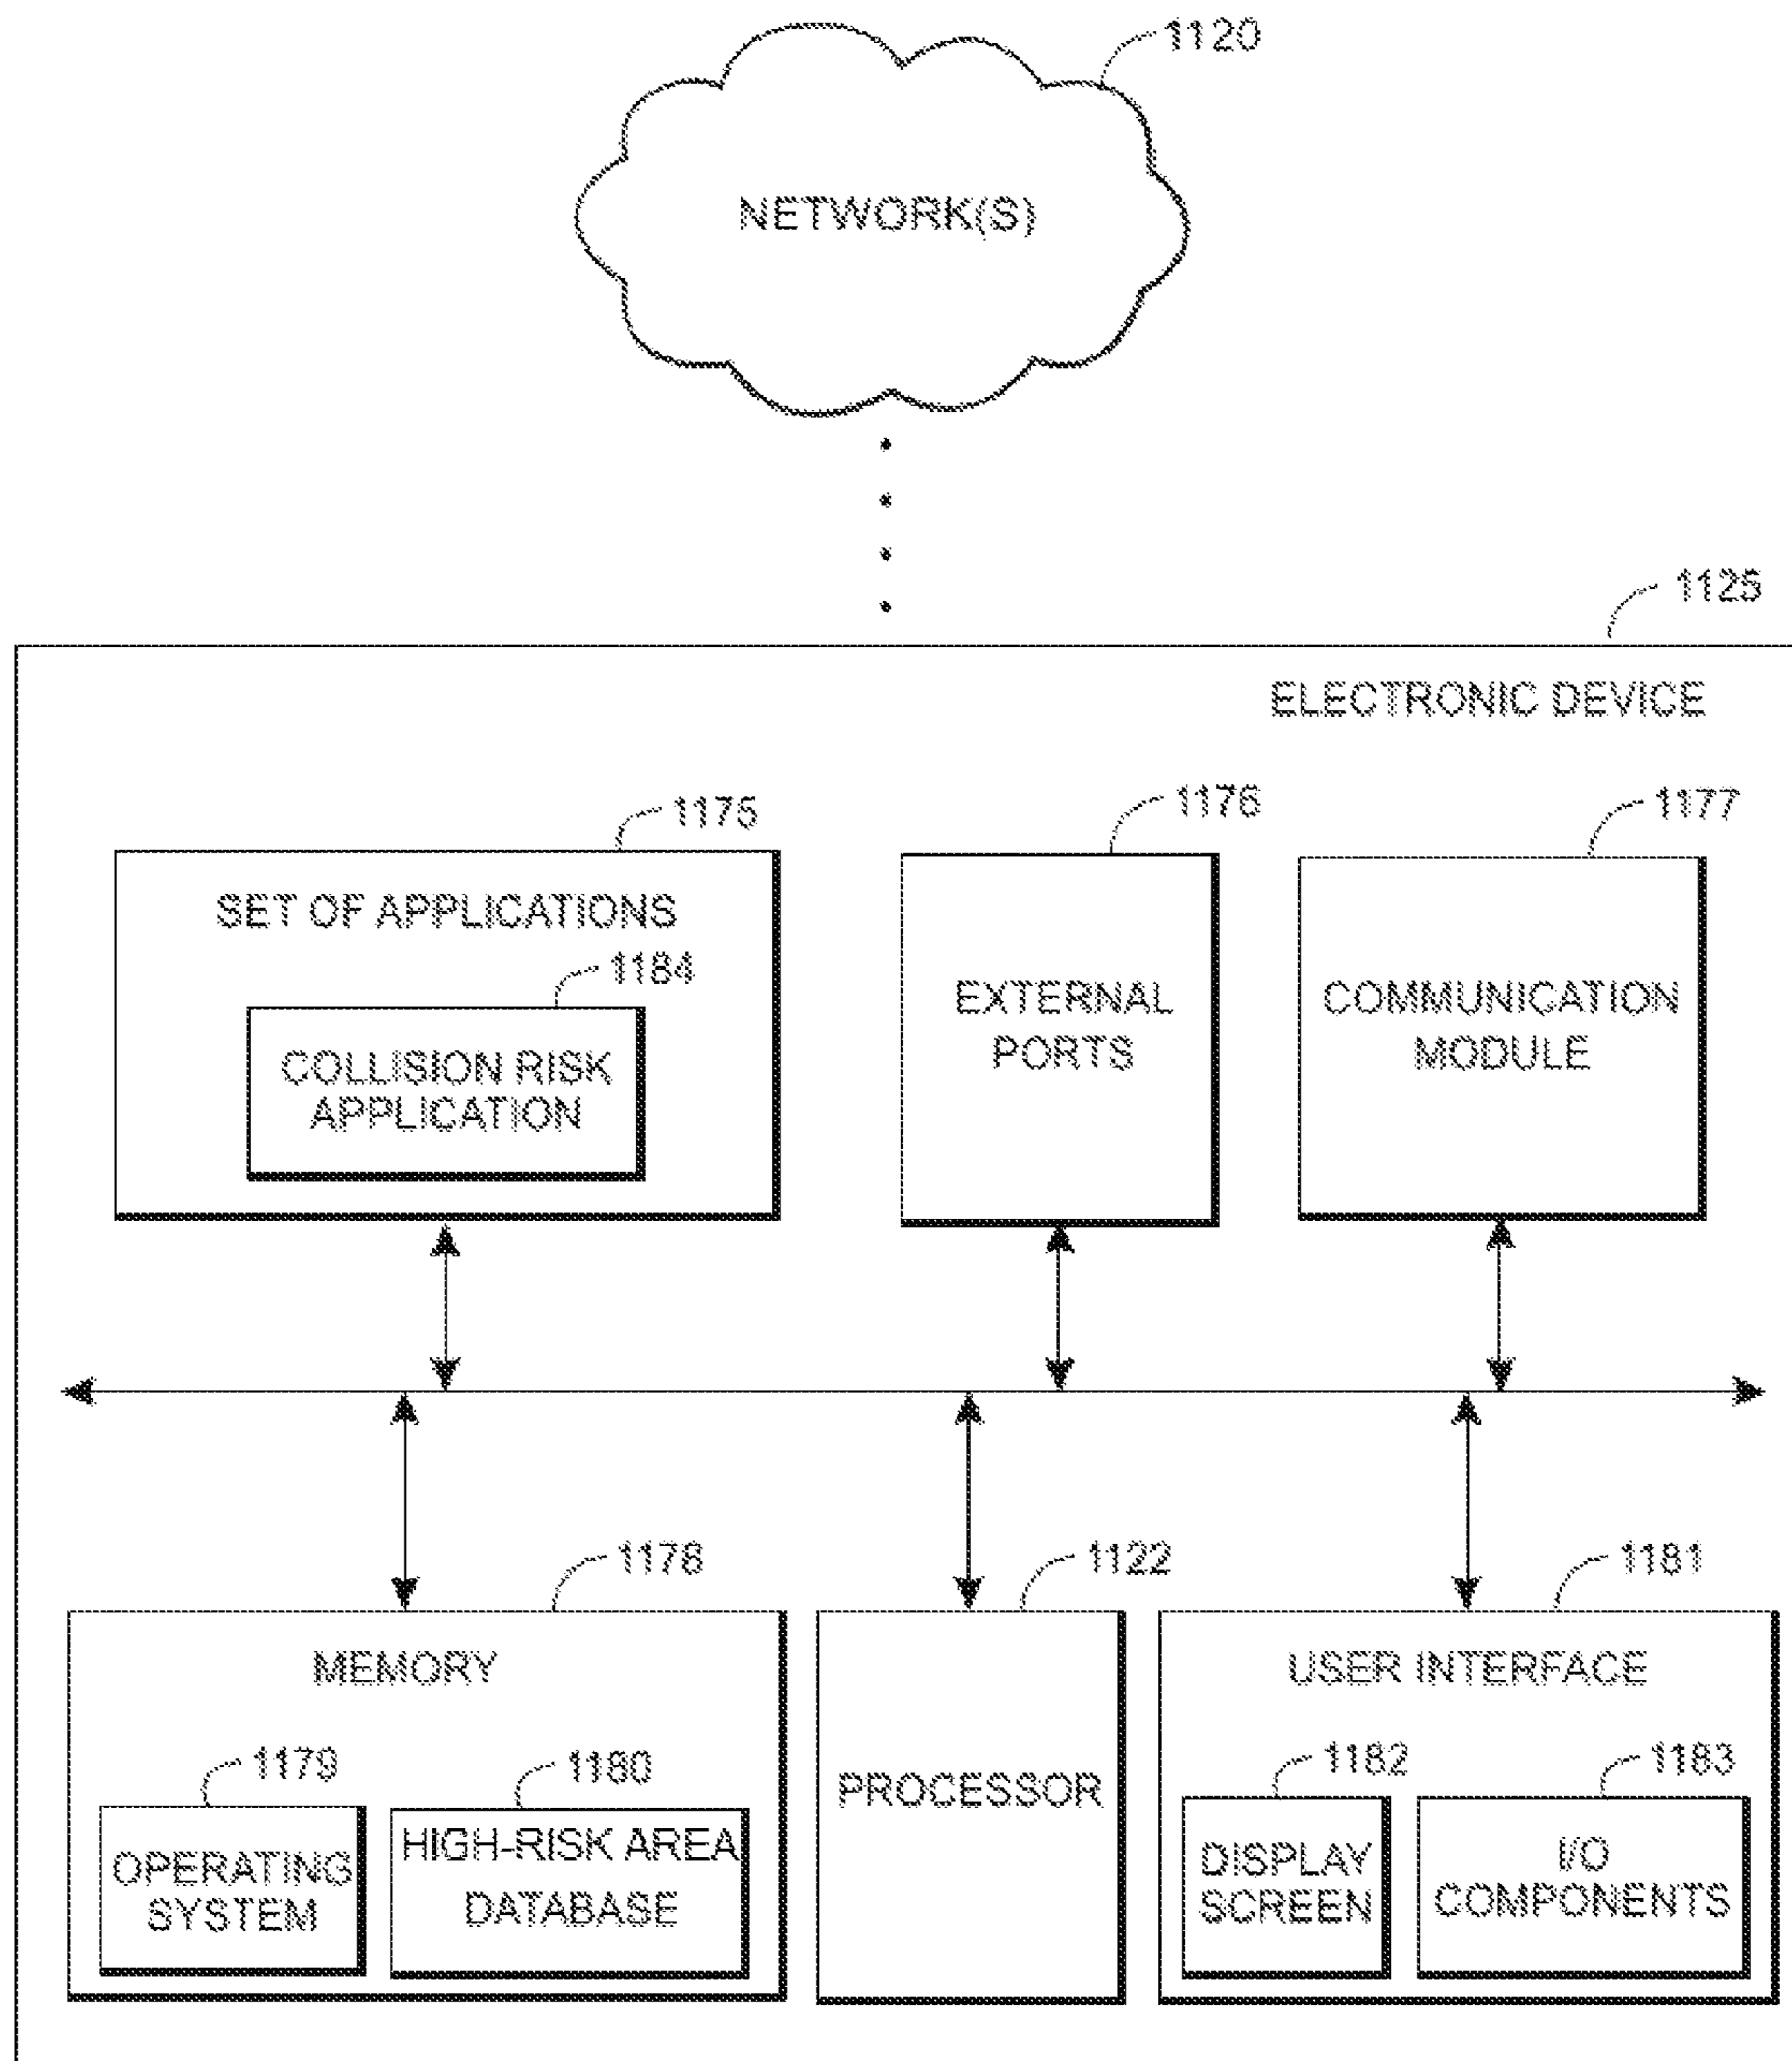 1120
NETWORK(S)
1125
ELECTRONIC DEVICE
1175
1176
1177
SET OF APPLICATIONS
1184
COLLISION RISK
APPLICATION
EXTERNAL
PORTS
COMMUNICATION
MODULE
1178
1122
1181
MEMORY
1179
1180
OPERATING
SYSTEM
HIGH-RISK AREA
DATABASE
PROCESSOR
USER INTERFACE
1182
1183
DISPLAY
SCREEN
I/O
COMPONENTS